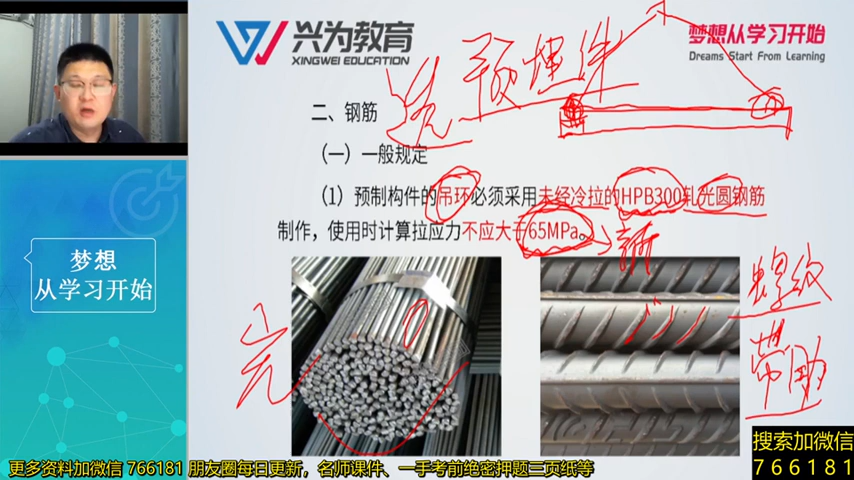 兴为教育
XINGWEI EDUCATION
梦想从学习开始
Dreams Start From Learning
预埋件
二、钢筋
（一）一般规定
（1）预制构件的吊环必须采用未经冷拉的HPB300轧光圆钢筋
制作，使用时计算拉应力不应大于65MPa。
梦想
从学习开始
光
螺纹
带肋
搜索加微信
766181
更多资料加微信 766181 朋友圈每日更新，名师课件、一手考前绝密押题三页纸等